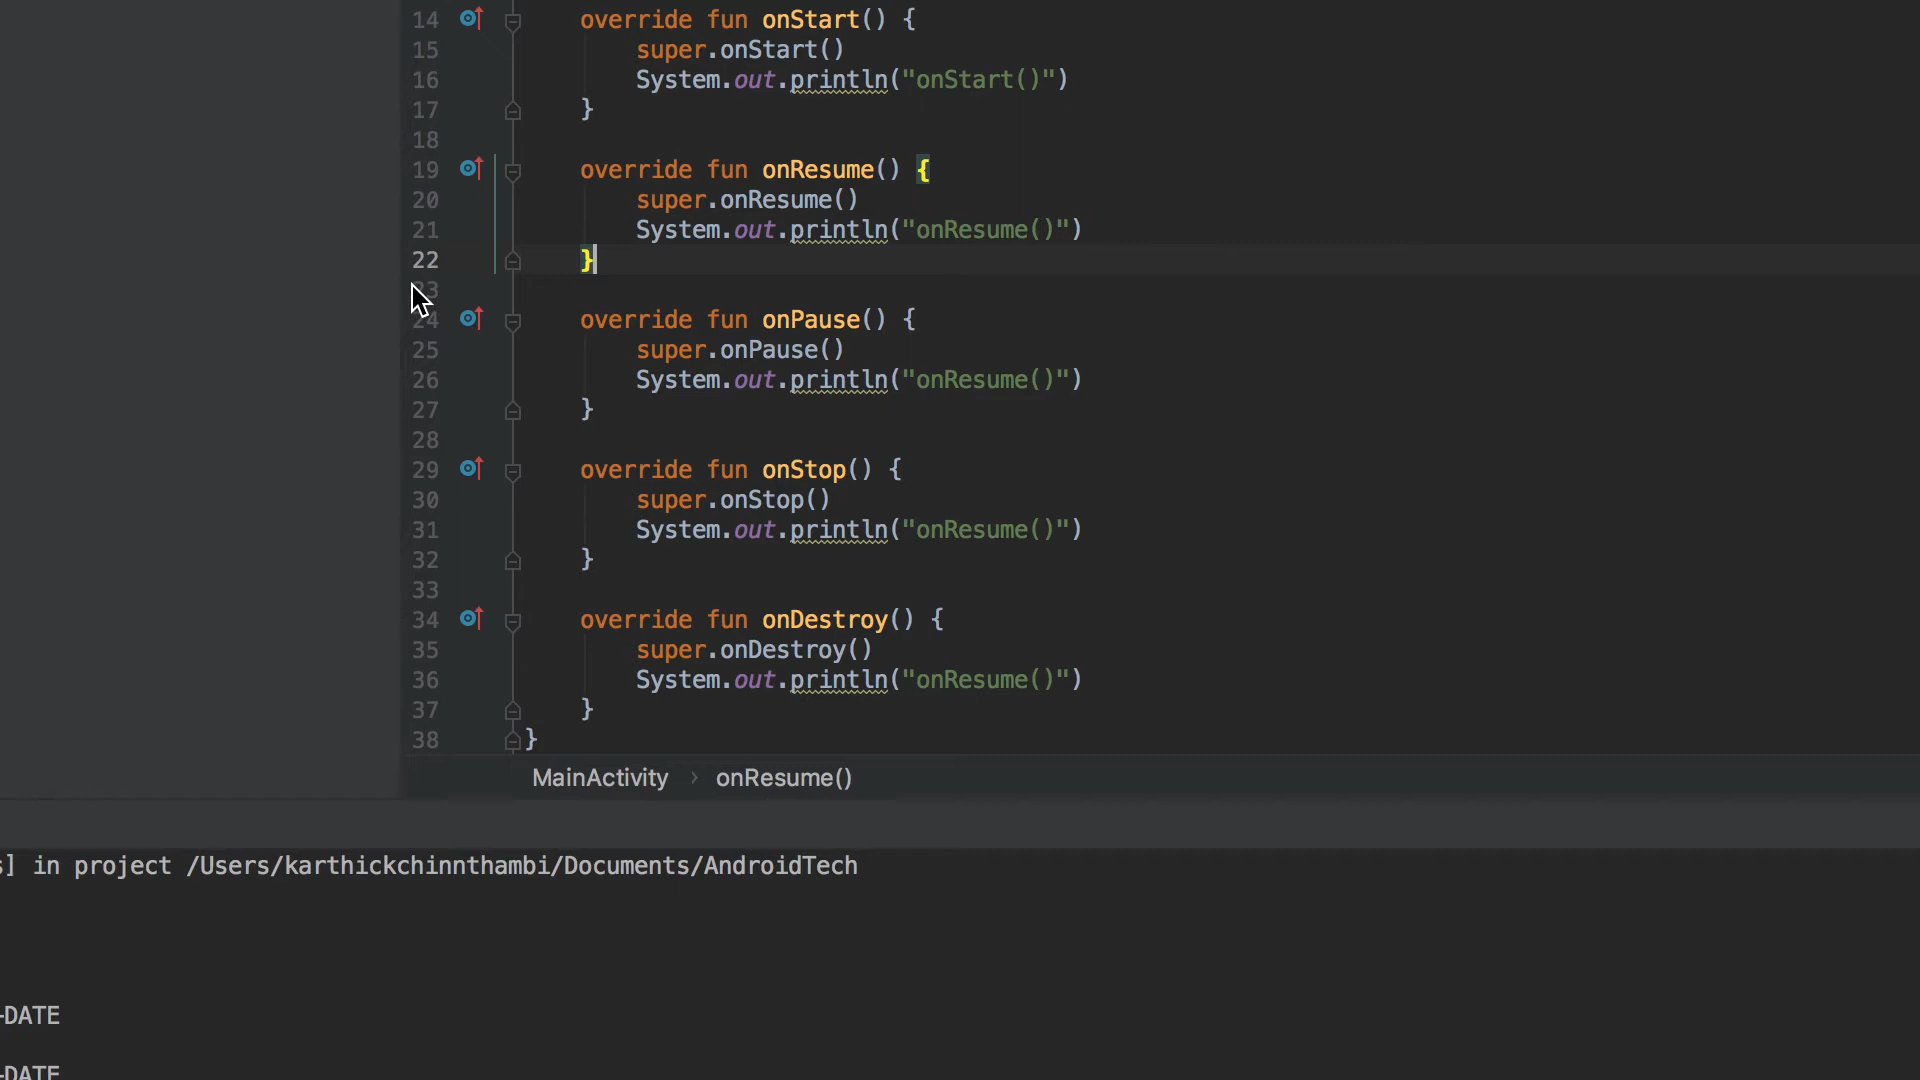 14 override fun onStart() {
15 super.onStart()
16 System.out.println("onStart()")
17 }
18
19 override fun onResume() {
20 super.onResume()
21 System.out.println("onResume()")
22 }
23
24 override fun onPause() {
25 super.onPause()
26 System.out.println("onResume()")
27 }
28
29 override fun onStop() {
30 super.onStop()
31 System.out.println("onResume()")
32 }
33
34 override fun onDestroy() {
35 super.onDestroy()
36 System.out.println("onResume()")
37 }
38 }
MainActivity › onResume()
s] in project /Users/karthickchinnthambi/Documents/AndroidTech
-DATE
-DATE